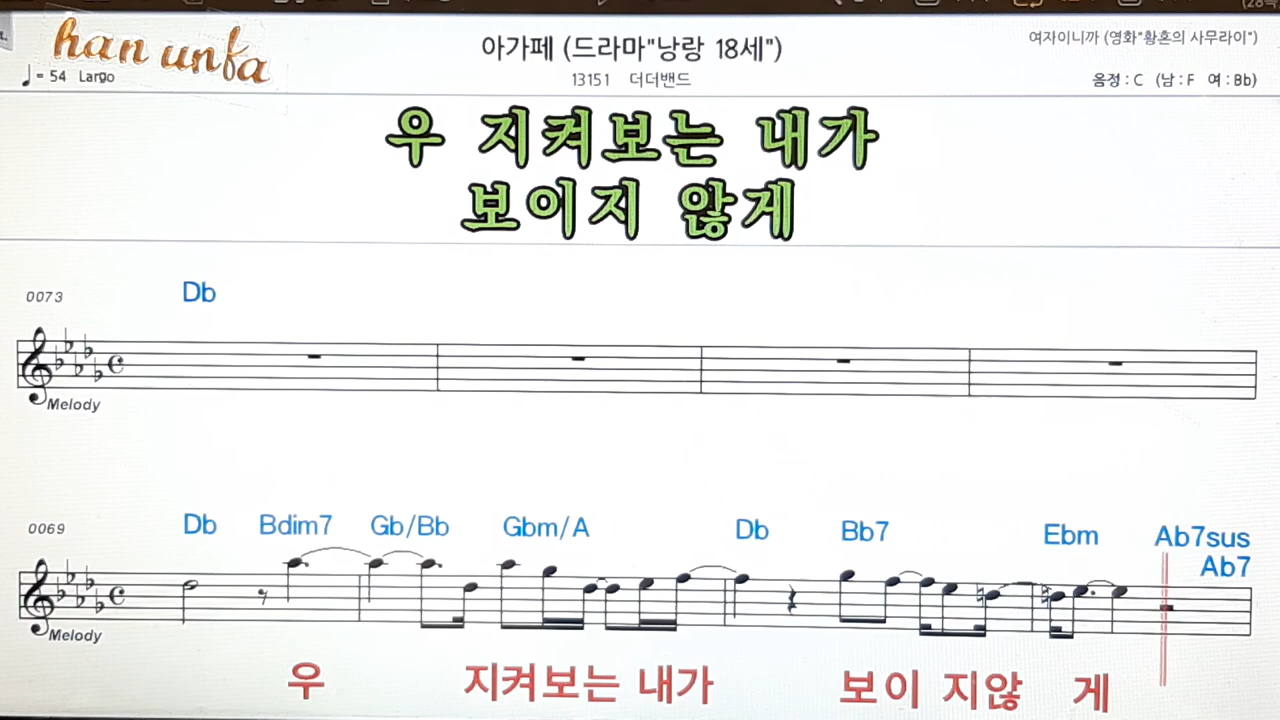 han unfa
♩= 54 Largo
아가페 (드라마"낭랑 18세")
13151 더더밴드
여자이니까 (영화"황혼의 사무라이")
음정 : C (남 : F 여 : Bb)
우 지켜보는 내가
보이지 않게
0073
Db
Melody
0069
Db Bdim7 Gb/Bb Gbm/A Db Bb7 Ebm Ab7sus
Ab7
Melody
우 지켜보는 내가 보이 지않 게